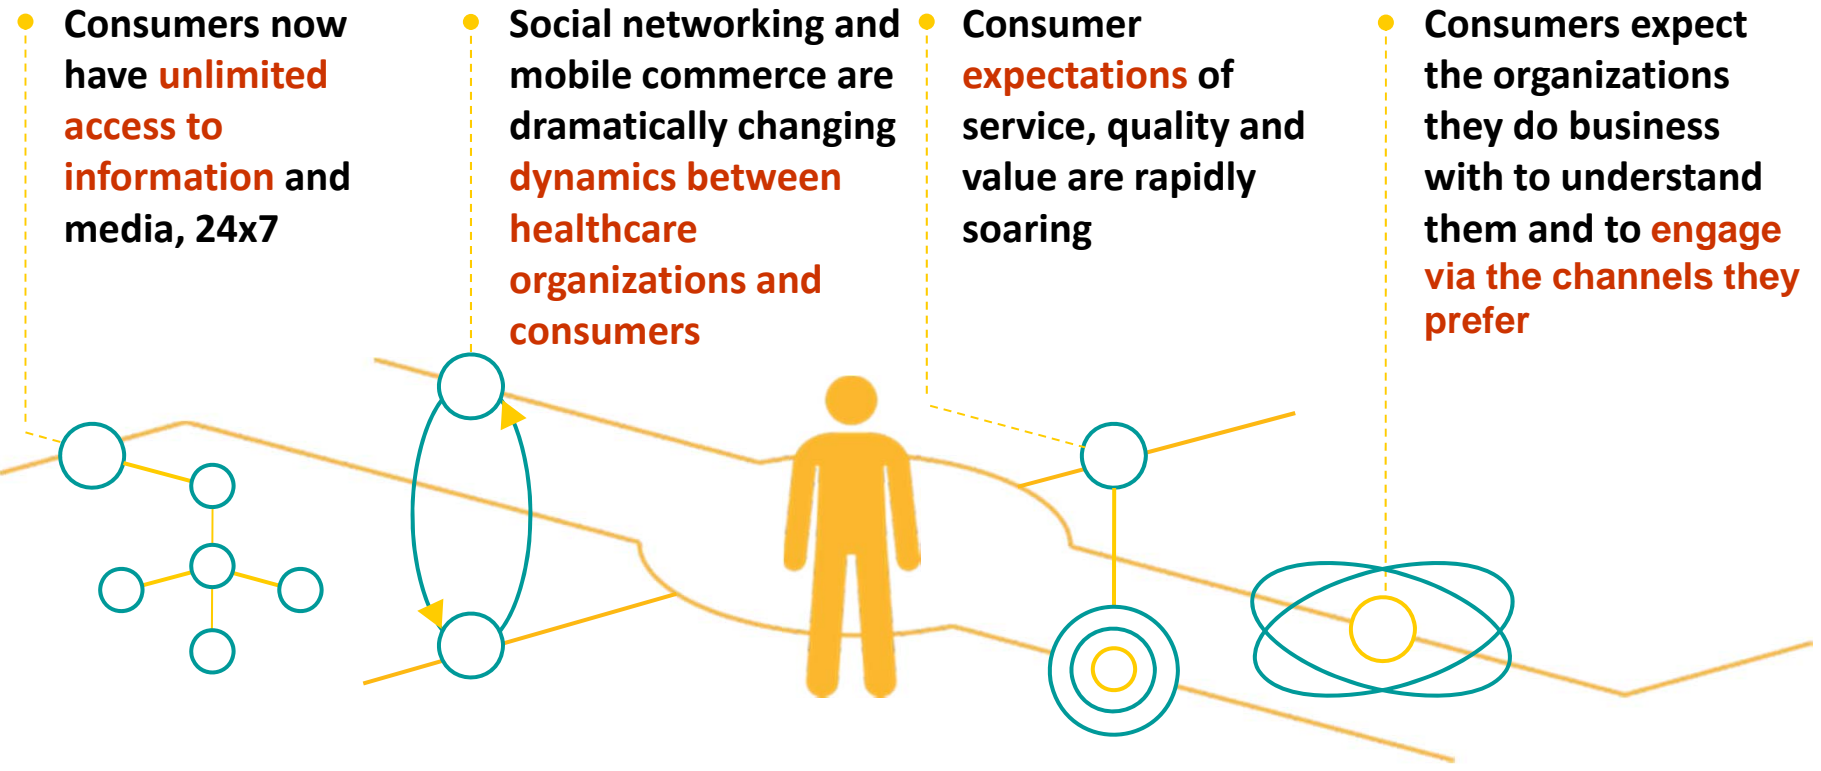 Consumers now
have unlimited
access to
information and
media, 24x7
Social networking and
mobile commerce are
dramatically changing
dynamics between
healthcare
organizations and
consumers
Consumer
expectations of
service, quality and
value are rapidly
soaring
Consumers expect
the organizations
they do business
with to understand
them and to engage
via the channels they
prefer